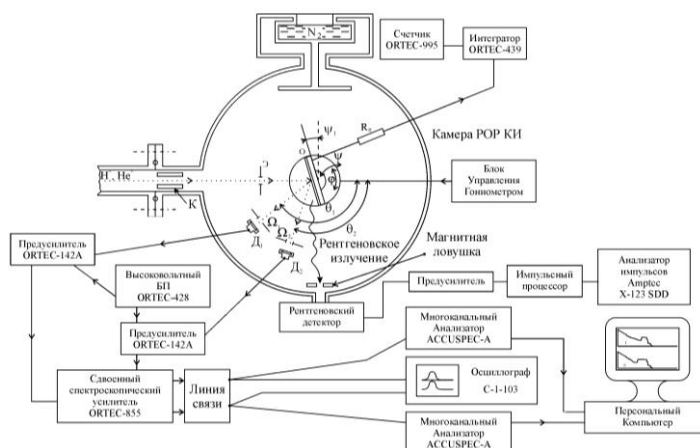 N₂
Счетчик
ORTEC-995
Интегратор
ORTEC-439
R₀
Камера РОР КИ
ψ₁
ψ
O
C
φ
H⁺, He⁺
К
θ₁
θ₂
Блок
Управления
Гониометром
Ω
Ω
Д₁
Д₂
Рентгеновское
излучение
Магнитная
ловушка
Предусилитель
ORTEC-142A
Высоковольтный
БП
ORTEC-428
Предусилитель
ORTEC-142A
Рентгеновский
детектор
Предусилитель
Импульсный
процессор
Анализатор
импульсов
Amptec
X-123 SDD
Сдвоенный
спектроскопический
усилитель
ORTEC-855
Линия
связи
Многоканальный
Анализатор
ACCUSPEC-A
Осциллограф
С-1-103
Многоканальный
Анализатор
ACCUSPEC-A
Персональный
Компьютер